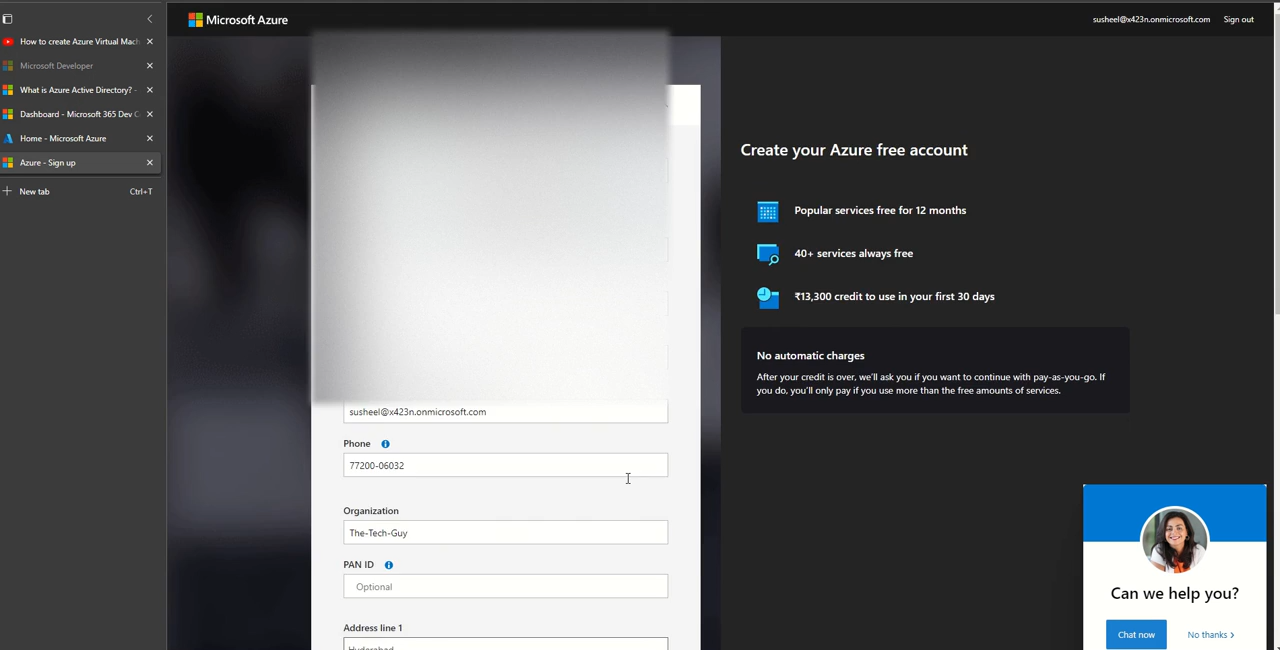 Microsoft Azure
susheel@x423n.onmicrosoft.com Sign out
How to create Azure Virtual Mach
Microsoft Developer
What is Azure Active Directory? -
Dashboard - Microsoft 365 Dev C
Home - Microsoft Azure
Azure - Sign up
New tab Ctrl+T
susheel@x423n.onmicrosoft.com
Phone
77200-06032
Organization
The-Tech-Guy
PAN ID
Optional
Address line 1
Hyderabad
Create your Azure free account
Popular services free for 12 months
40+ services always free
₹13,300 credit to use in your first 30 days
No automatic charges
After your credit is over, we'll ask you if you want to continue with pay-as-you-go. If
you do, you'll only pay if you use more than the free amounts of services.
Can we help you?
Chat now No thanks